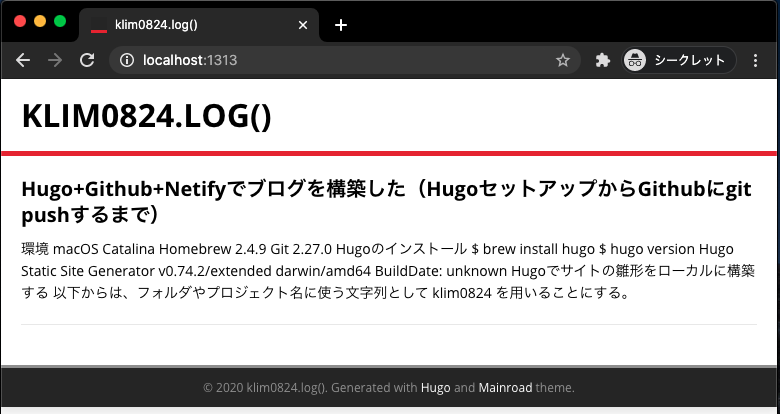 klim0824.log()
localhost:1313
シークレット
KLIM0824.LOG()
Hugo+Github+Netifyでブログを構築した（HugoセットアップからGithubにgit
pushするまで）
環境 macOS Catalina Homebrew 2.4.9 Git 2.27.0 Hugoのインストール $ brew install hugo $ hugo version Hugo
Static Site Generator v0.74.2/extended darwin/amd64 BuildDate: unknown Hugoでサイトの雛形をローカルに構築
する 以下からは、フォルダやプロジェクト名に使う文字列として klim0824 を用いることにする。
© 2020 klim0824.log(). Generated with Hugo and Mainroad theme.